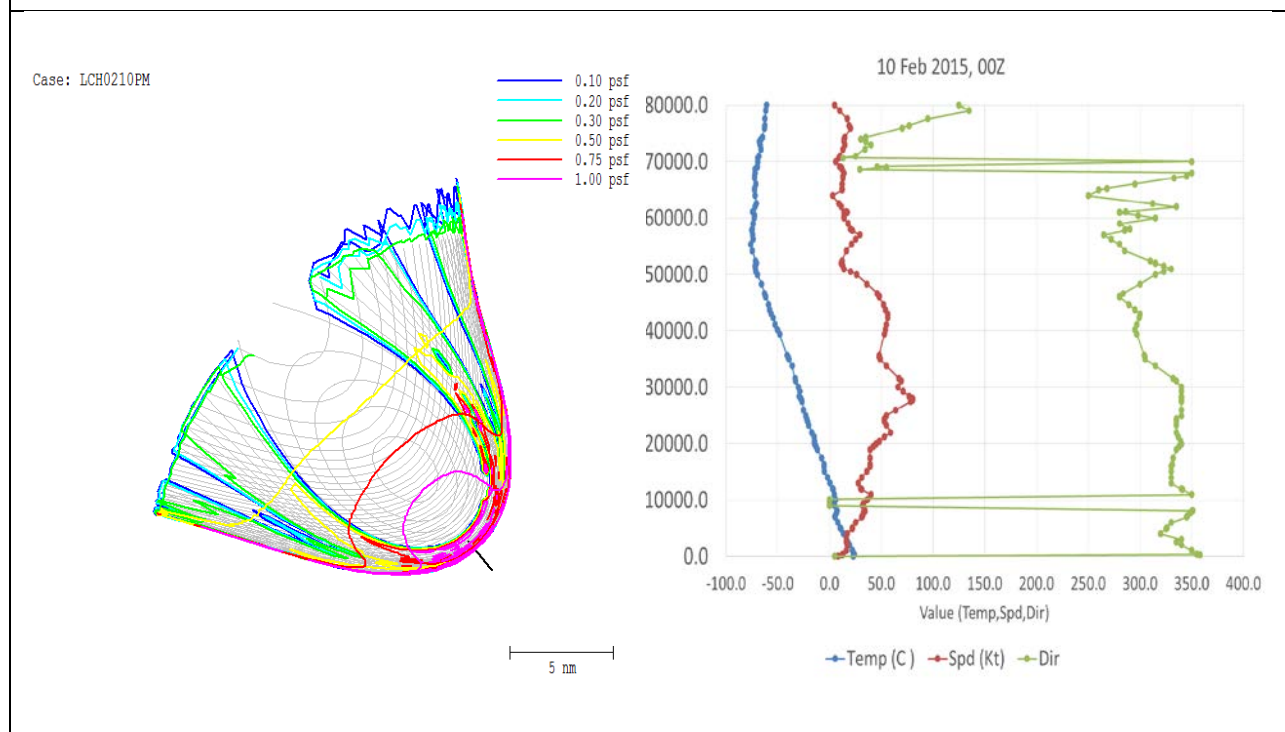 Case: LCH0210PM
0.10 psf
0.20 psf
0.30 psf
0.50 psf
0.75 psf
1.00 psf
5 nm
10 Feb 2015, 00Z
80000.0
70000.0
60000.0
50000.0
40000.0
30000.0
20000.0
10000.0
0.0
-100.0 -50.0 0.0 50.0 100.0 150.0 200.0 250.0 300.0 350.0 400.0
Value (Temp,Spd,Dir)
Temp (C ) Spd (Kt) Dir